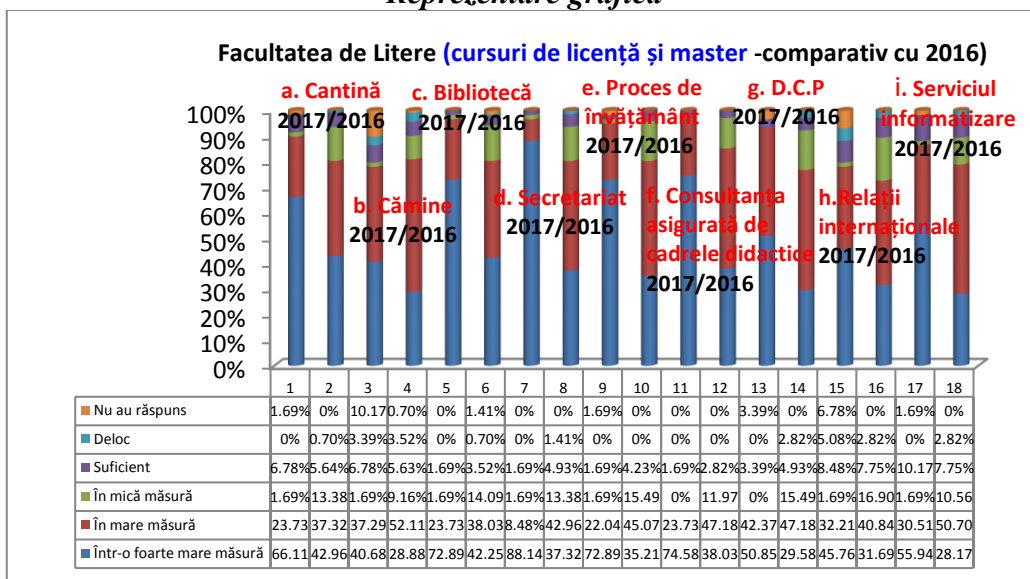 Reprezentare grafică
Facultatea de Litere (cursuri de licență și master -comparativ cu 2016)
a. Cantină
2017/2016
b. Cămine
2017/2016
c. Bibliotecă
2017/2016
d. Secretariat
2017/2016
e. Proces de
învățământ
2017/2016
f. Consultanța
asigurată de
cadrele didactice
2017/2016
g. D.C.P
2017/2016
h.Relații
internaționale
2017/2016
i. Serviciul
informatizare
2017/2016
100%
90%
80%
70%
60%
50%
40%
30%
20%
10%
0%
1 2 3 4 5 6 7 8 9 10 11 12 13 14 15 16 17 18
Nu au răspuns 1.69% 0% 10.17 0.70% 0% 1.41% 0% 0% 1.69% 0% 0% 0% 3.39% 0% 6.78% 0% 1.69% 0%
Deloc 0% 0.70% 3.39% 3.52% 0% 0.70% 0% 1.41% 0% 0% 0% 0% 0% 2.82% 5.08% 2.82% 0% 2.82%
Suficient 6.78% 5.64% 6.78% 5.63% 1.69% 3.52% 1.69% 4.93% 1.69% 4.23% 1.69% 2.82% 3.39% 4.93% 8.48% 7.75% 10.17 7.75%
În mică măsură 1.69% 13.38 1.69% 9.16% 1.69% 14.09 1.69% 13.38 1.69% 15.49 0% 11.97 0% 15.49 1.69% 16.90 1.69% 10.56
În mare măsură 23.73 37.32 37.29 52.11 23.73 38.03 8.48% 42.96 22.04 45.07 23.73 47.18 42.37 47.18 32.21 40.84 30.51 50.70
Într-o foarte mare măsură 66.11 42.96 40.68 28.88 72.89 42.25 88.14 37.32 72.89 35.21 74.58 38.03 50.85 29.58 45.76 31.69 55.94 28.17